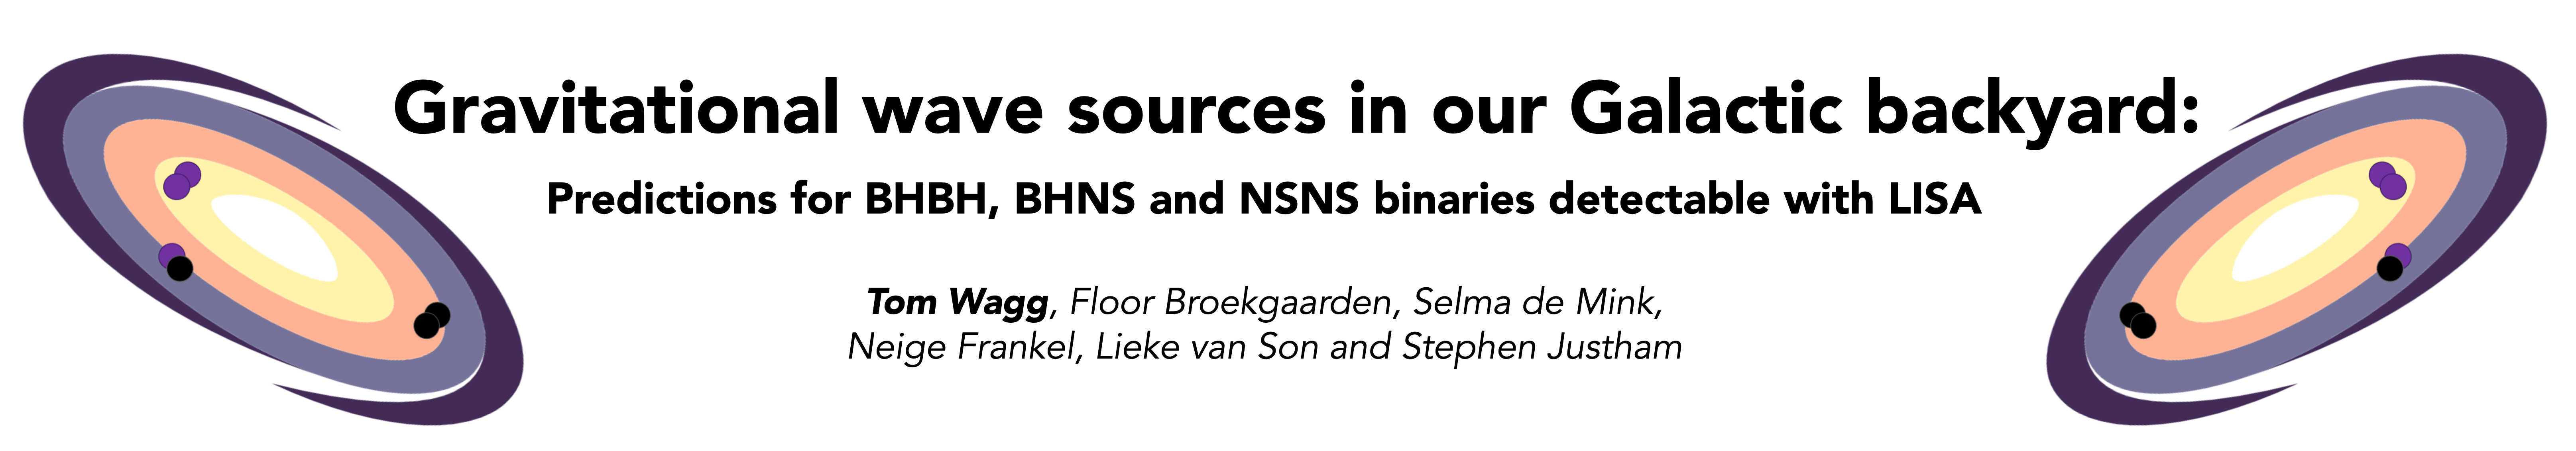 Gravitational wave sources in our Galactic backyard:
Predictions for BHBH, BHNS and NSNS binaries detectable with LISA
Tom Wagg, Floor Broekgaarden, Selma de Mink,
Neige Frankel, Lieke van Son and Stephen Justham